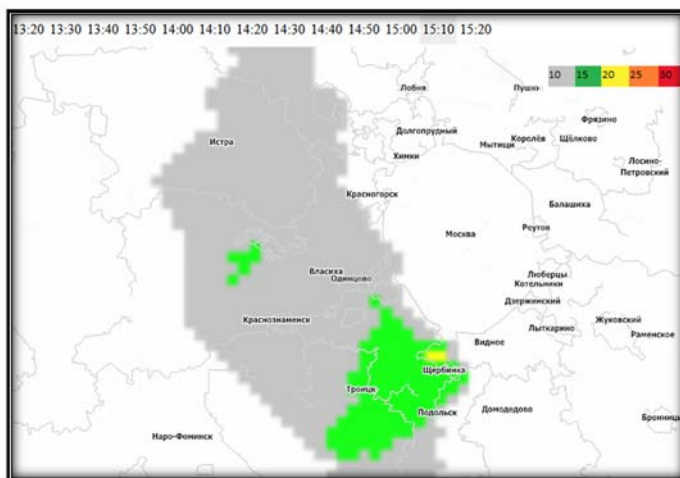 13:20 13:30 13:40 13:50 14:00 14:10 14:20 14:30 14:40 14:50 15:00 15:10 15:20
10 15 20 25 30
Лобня
Пушк
Фрязино
Долгопрудный
Королёв
Щёлково
Истра
Мытищи
Химки
Лосино-
Петровский
Красногорск
Балашиха
Москва
Реутов
Власиха
Одинцово
Люберцы
Котельники
Дзержинский
Жуковский
Краснознаменск
Лыткарино
Раменское
Видное
Щербинка
Троицк
Подольск
Домодедово
Бронниц
Наро-Фоминск